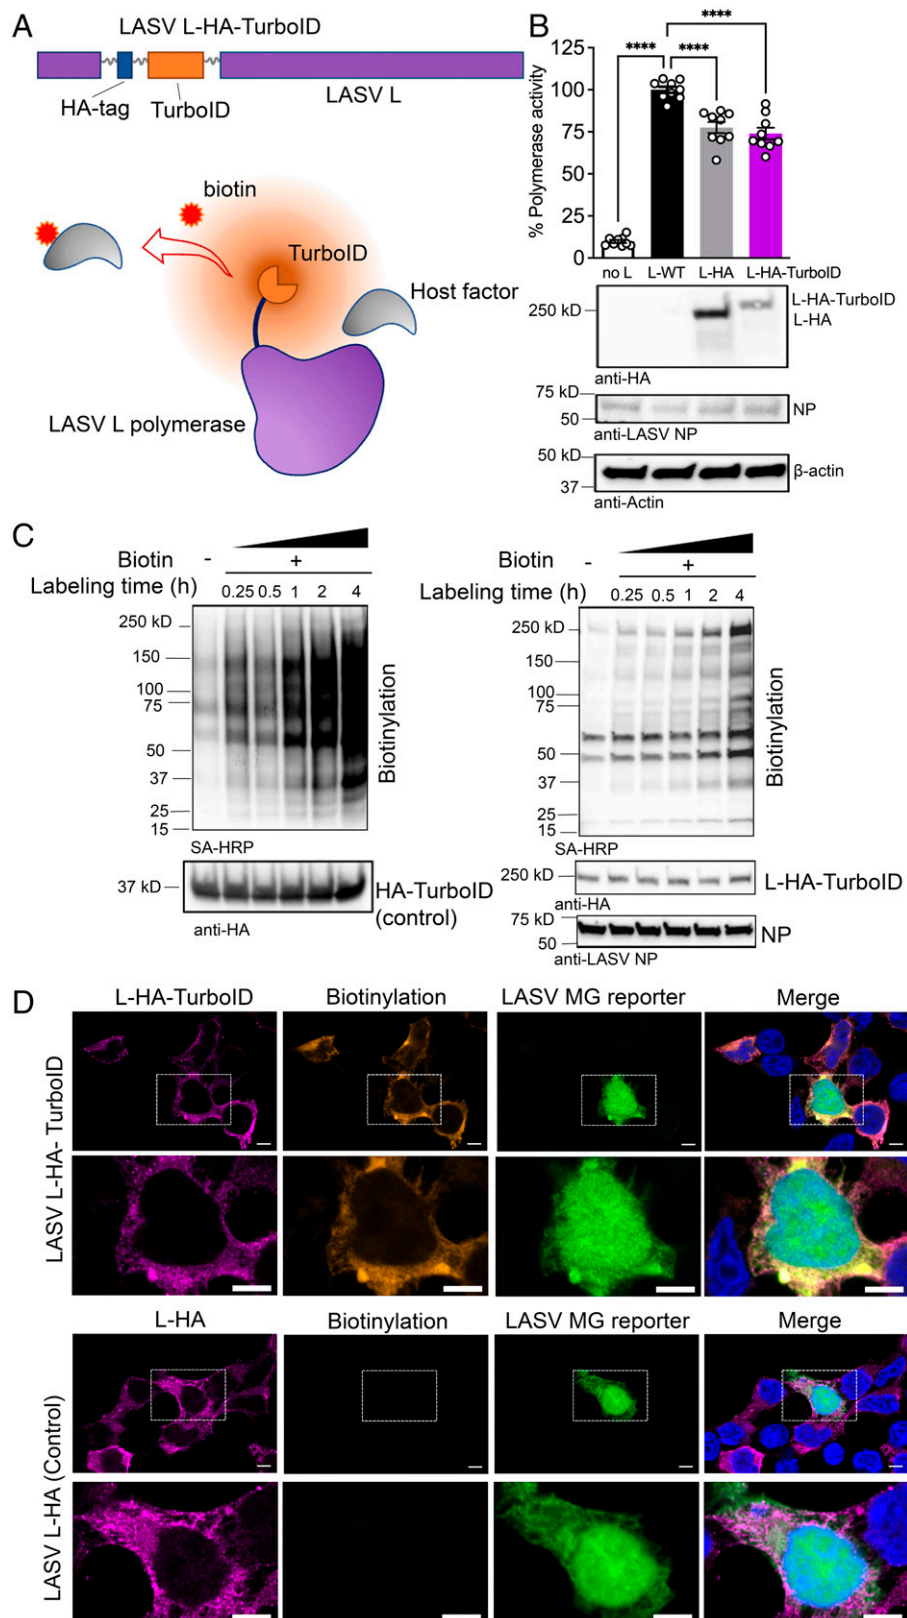 A
LASV L-HA-TurboID
HA-tag
TurboID
LASV L
biotin
TurboID
Host factor
LASV L polymerase
B
****
**** ****
% Polymerase activity
125
100
75
50
25
0
no L L-WT L-HA L-HA-TurboID
250 kD
L-HA-TurboID
L-HA
anti-HA
75 kD
50
NP
anti-LASV NP
50 kD
37
β-actin
anti-Actin
C
Biotin - +
Labeling time (h) 0.25 0.5 1 2 4
250 kD
150
100
75
50
37
25
15
Biotinylation
SA-HRP
37 kD
HA-TurboID
(control)
anti-HA
Biotin - +
Labeling time (h) 0.25 0.5 1 2 4
250 kD
150
100
75
50
37
25
15
Biotinylation
SA-HRP
250 kD
L-HA-TurboID
anti-HA
75 kD
50
NP
anti-LASV NP
D
L-HA-TurboID Biotinylation LASV MG reporter Merge
LASV L-HA- TurboID
L-HA Biotinylation LASV MG reporter Merge
LASV L-HA (Control)